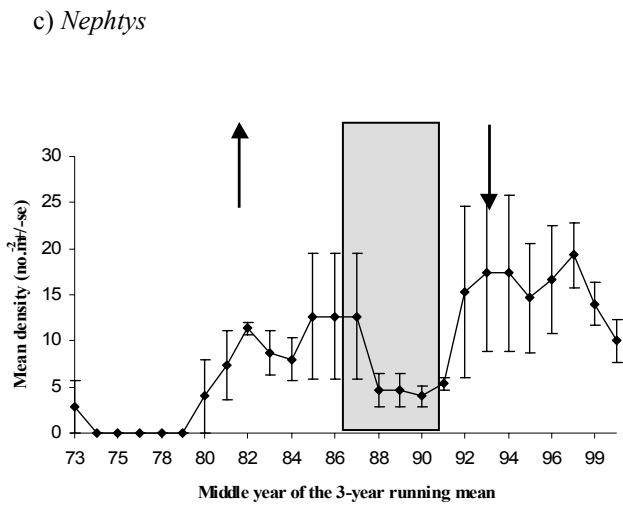 c) Nephtys
30
25
20
15
10
5
0
73 75 78 80 82 84 86 88 90 92 94 96 99
Mean density (no.m-2+/-se)
Middle year of the 3-year running mean